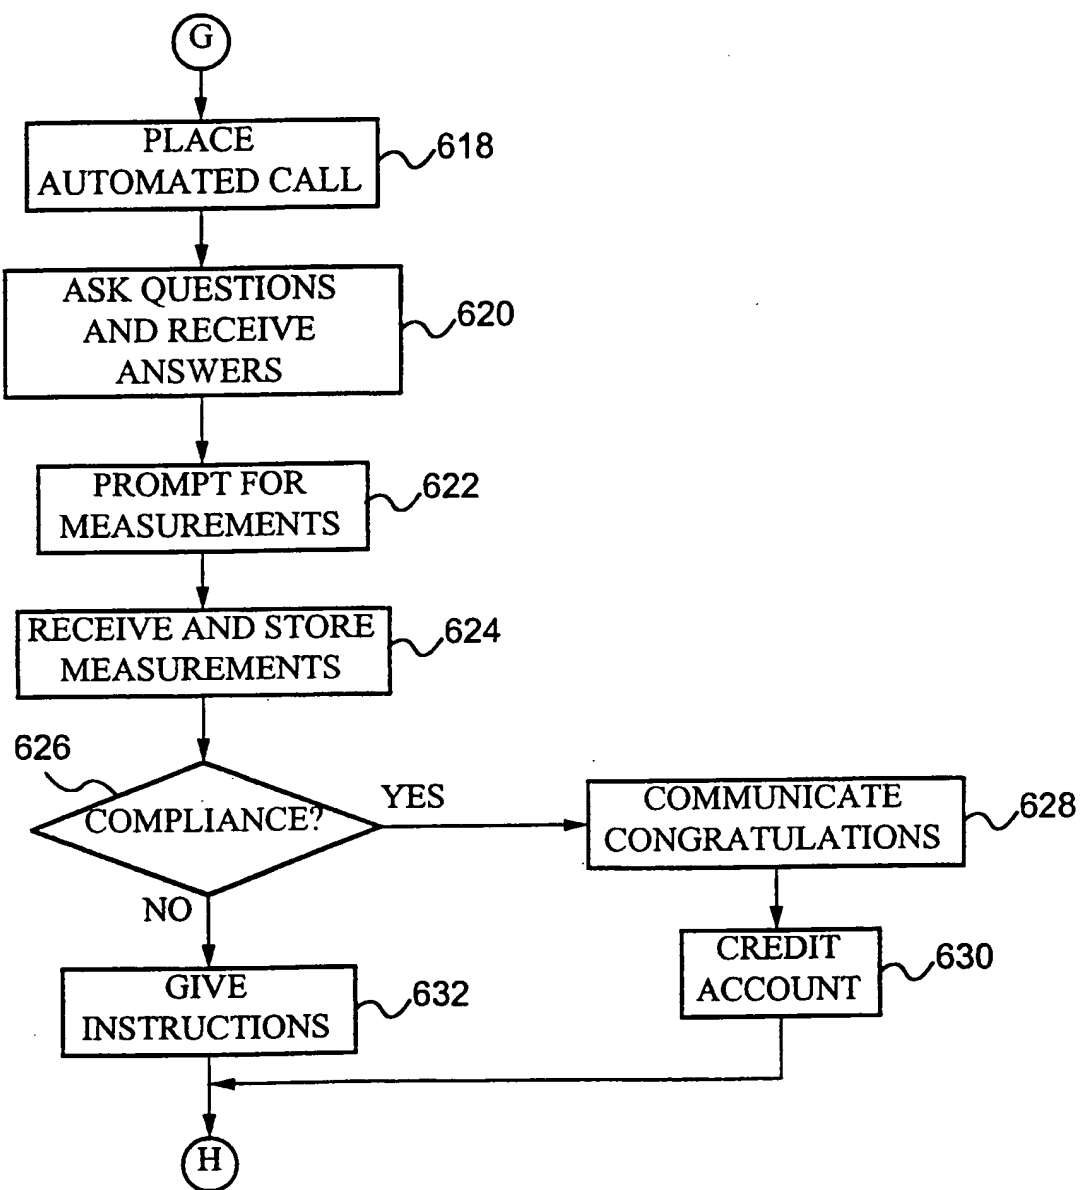 G
PLACE
AUTOMATED CALL
618
ASK QUESTIONS
AND RECEIVE
ANSWERS
620
PROMPT FOR
MEASUREMENTS
622
RECEIVE AND STORE
MEASUREMENTS
624
626
COMPLIANCE?
YES
COMMUNICATE
CONGRATULATIONS
628
NO
CREDIT
ACCOUNT
630
GIVE
INSTRUCTIONS
632
H